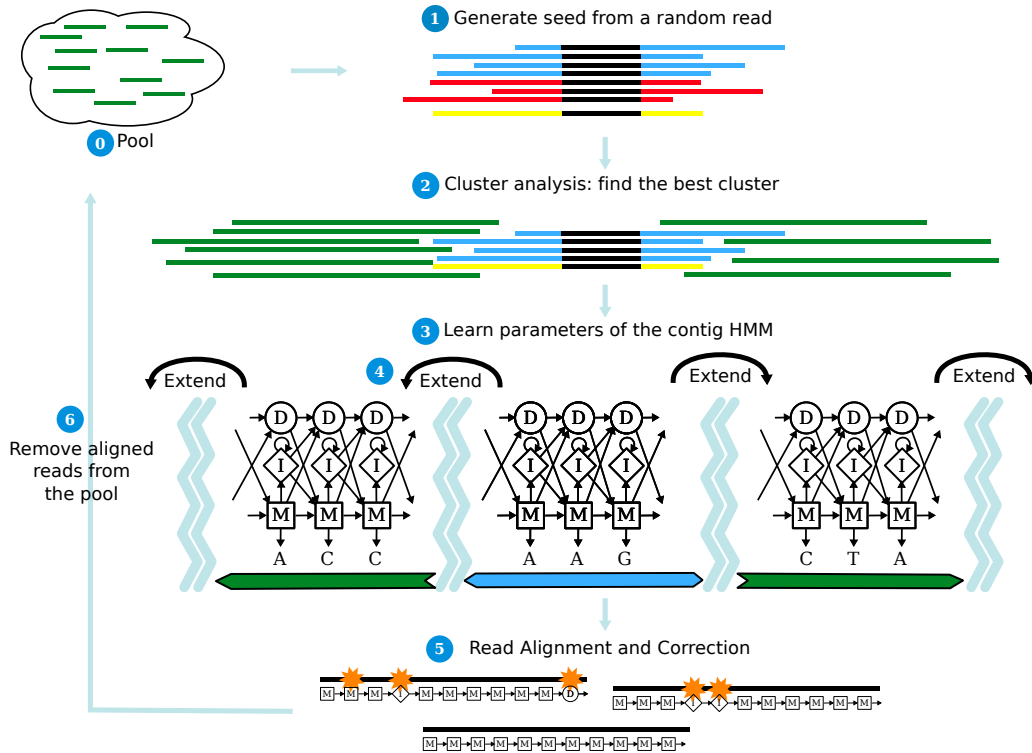 1 Generate seed from a random read
0 Pool
2 Cluster analysis: find the best cluster
3 Learn parameters of the contig HMM
4
Extend Extend Extend Extend
D D D D D D D D D
I I I I I I I I I
M M M M M M M M M
A C C A A G C T A
6
Remove aligned
reads from
the pool
5 Read Alignment and Correction
M M M I M M M M M M D
M M M I I M M M M M M
M M M M M M M M M M M